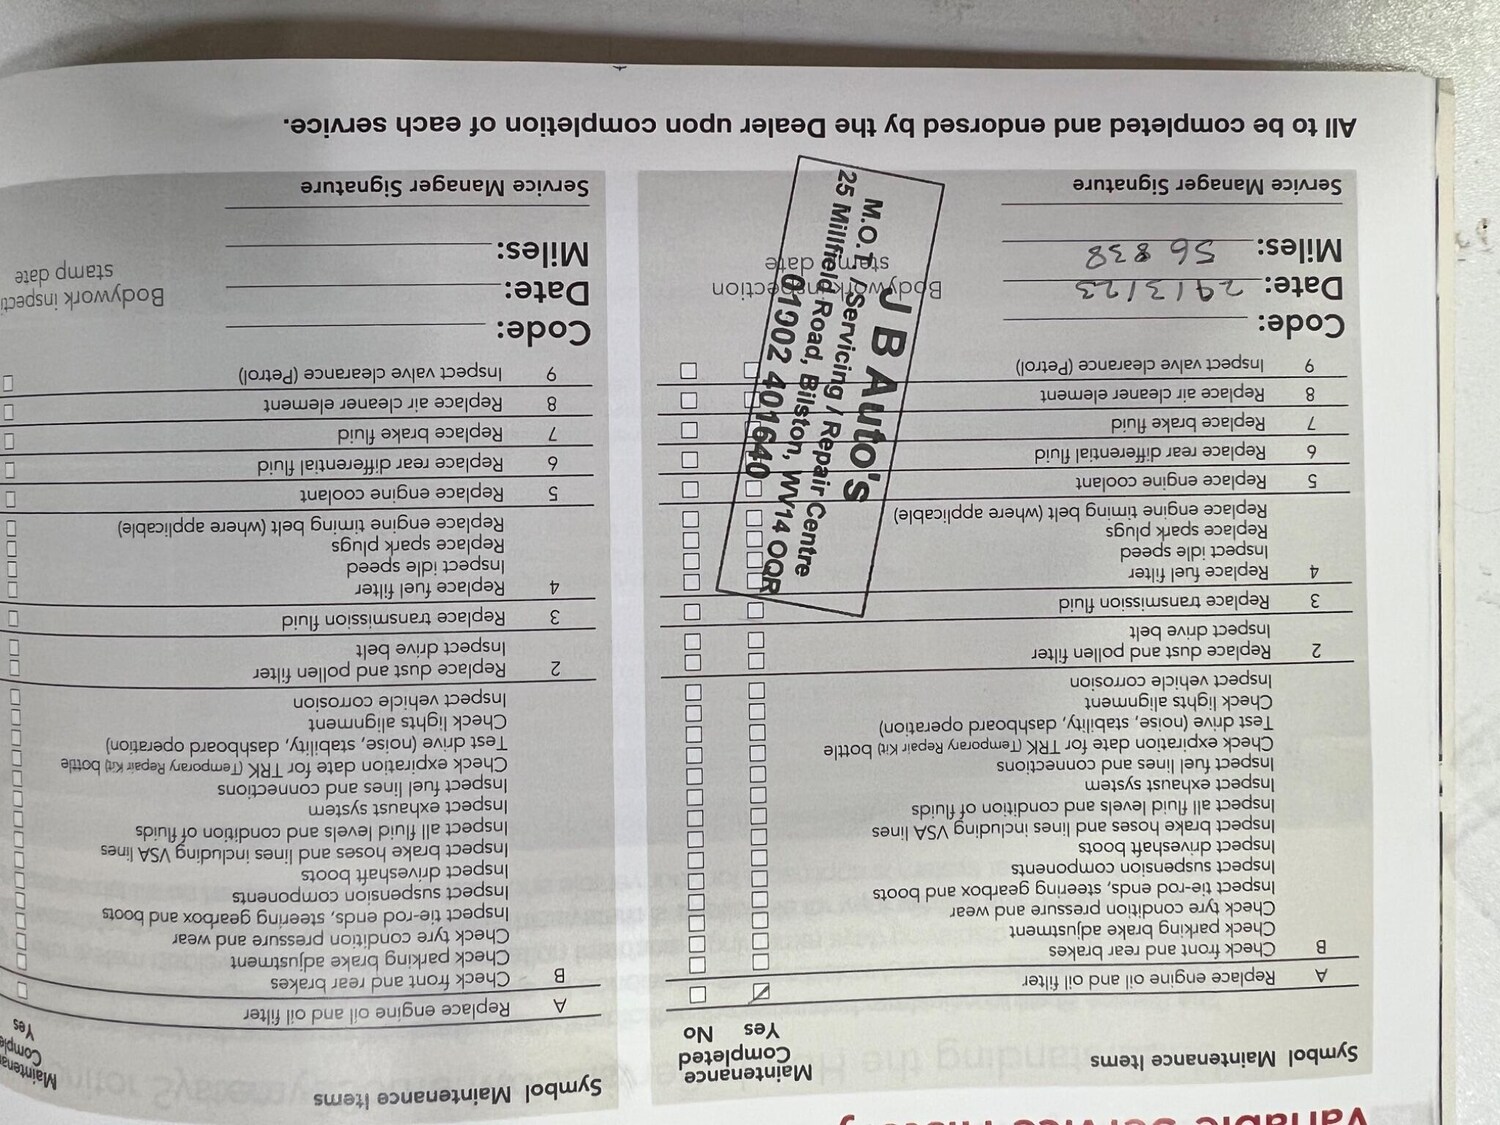 Variable Service History
Symbol Maintenance Items
Maintenance
Completed
Yes No
A Replace engine oil and oil filter
B Check front and rear brakes
Check parking brake adjustment
Check tyre condition pressure and wear
Inspect tie-rod ends, steering gearbox and boots
Inspect suspension components
Inspect driveshaft boots
Inspect brake hoses and lines including VSA lines
Inspect all fluid levels and condition of fluids
Inspect exhaust system
Inspect fuel lines and connections
Check expiration date for TRK (Temporary Repair Kit) bottle
Test drive (noise, stability, dashboard operation)
Check lights alignment
Inspect vehicle corrosion
2 Replace dust and pollen filter
Inspect drive belt
3 Replace transmission fluid
4 Replace fuel filter
Inspect idle speed
Replace spark plugs
Replace engine timing belt (where applicable)
5 Replace engine coolant
6 Replace rear differential fluid
7 Replace brake fluid
8 Replace air cleaner element
9 Inspect valve clearance (Petrol)
Code:
Date: 29/3/23
Miles: 56838
Bodywork inspection
stamp date
Service Manager Signature
J B Auto's
M.O.T. / Servicing / Repair Centre
25 Millfield Road, Bilston, WV14 0QR
01902 401640
Symbol Maintenance Items
Yes
A Replace engine oil and oil filter
B Check front and rear brakes
Check parking brake adjustment
Check tyre condition pressure and wear
Inspect tie-rod ends, steering gearbox and boots
Inspect suspension components
Inspect driveshaft boots
Inspect brake hoses and lines including VSA lines
Inspect all fluid levels and condition of fluids
Inspect exhaust system
Inspect fuel lines and connections
Check expiration date for TRK (Temporary Repair Kit) bottle
Test drive (noise, stability, dashboard operation)
Check lights alignment
Inspect vehicle corrosion
2 Replace dust and pollen filter
Inspect drive belt
3 Replace transmission fluid
4 Replace fuel filter
Inspect idle speed
Replace spark plugs
Replace engine timing belt (where applicable)
5 Replace engine coolant
6 Replace rear differential fluid
7 Replace brake fluid
8 Replace air cleaner element
9 Inspect valve clearance (Petrol)
Code:
Date:
Miles:
Bodywork inspecti
stamp date
Service Manager Signature
All to be completed and endorsed by the Dealer upon completion of each service.